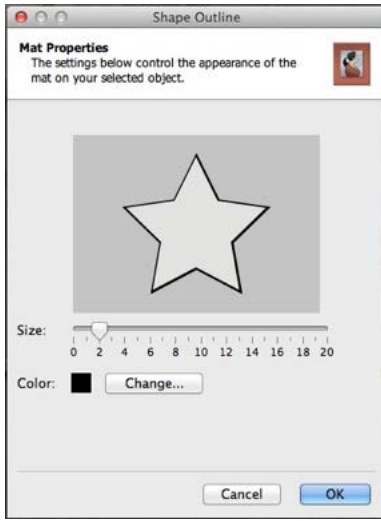 Shape Outline
Mat Properties
The settings below control the appearance of the
mat on your selected object.
Size:
0 2 4 6 8 10 12 14 16 18 20
Color:
Change...
Cancel
OK